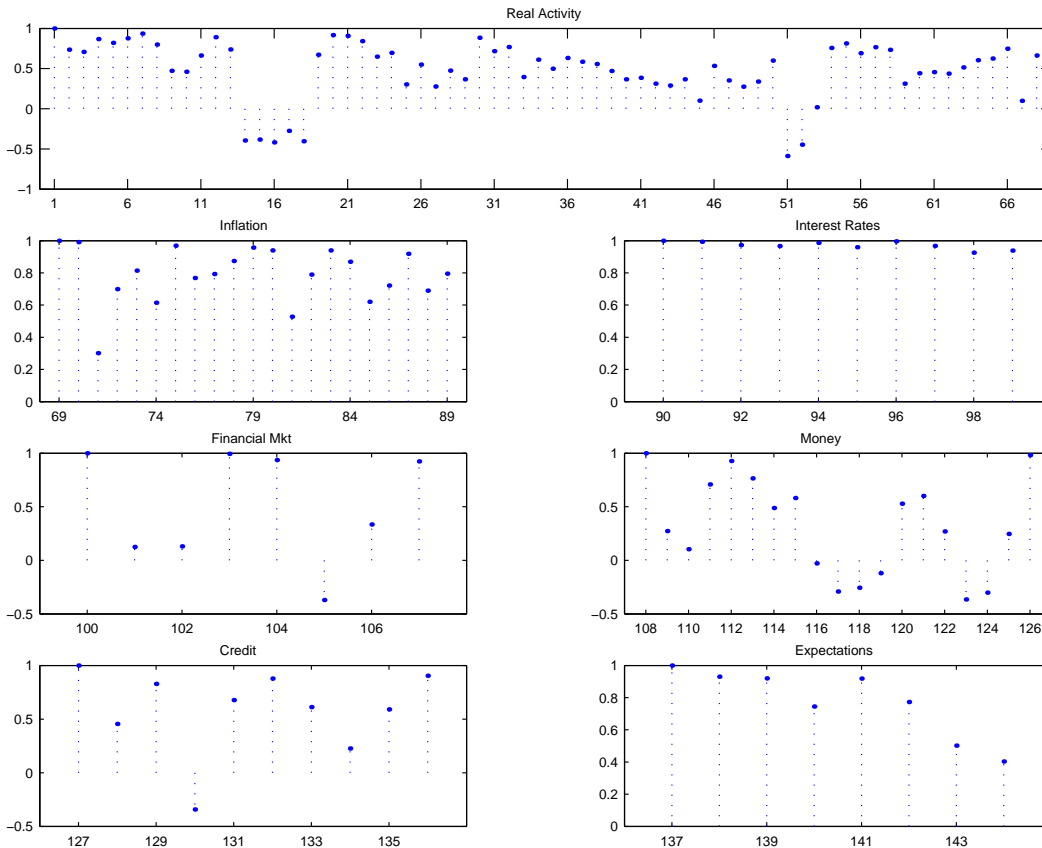 Real Activity
1
0.5
0
−0.5
−1
1 6 11 16 21 26 31 36 41 46 51 56 61 66
Inflation
1
0.8
0.6
0.4
0.2
0
69 74 79 84 89
Interest Rates
1
0.8
0.6
0.4
0.2
0
90 92 94 96 98
Financial Mkt
1
0.5
0
−0.5
100 102 104 106
Money
1
0.5
0
−0.5
108 110 112 114 116 118 120 122 124 126
Credit
1
0.5
0
−0.5
127 129 131 133 135
Expectations
1
0.8
0.6
0.4
0.2
0
137 139 141 143